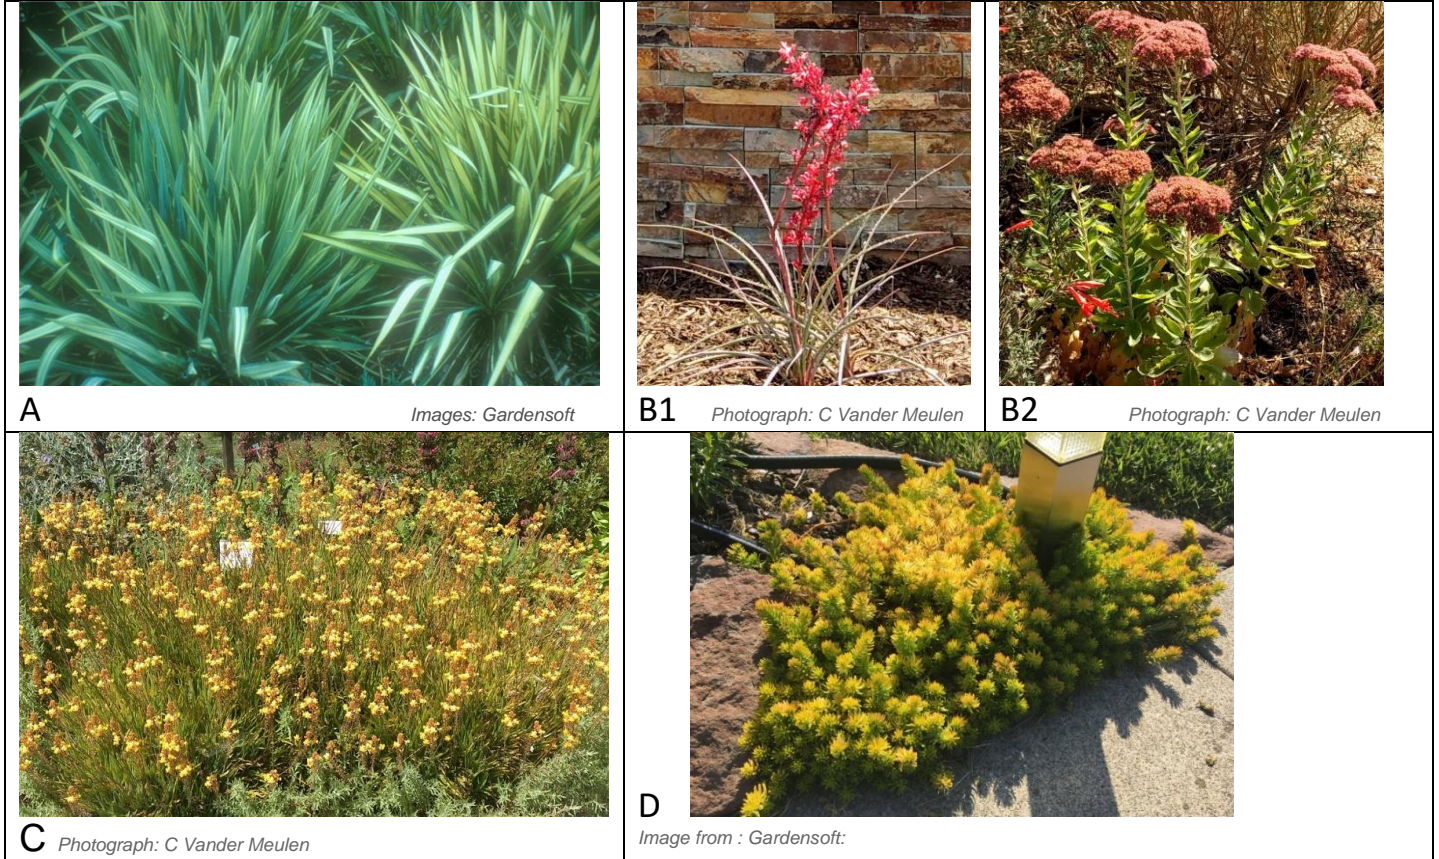 A Images: Gardensoft
B1 Photograph: C Vander Meulen
B2 Photograph: C Vander Meulen
C Photograph: C Vander Meulen
D
Image from : Gardensoft: